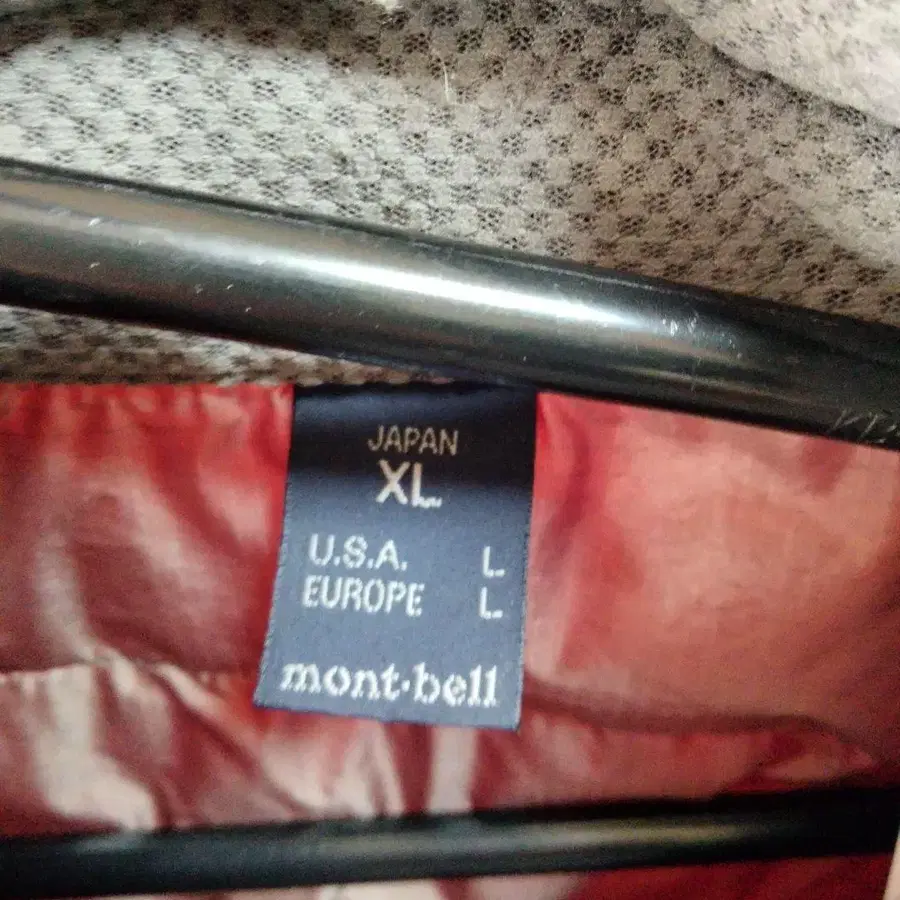 JAPAN
XL
U.S.A. L
EUROPE L
mont·bell